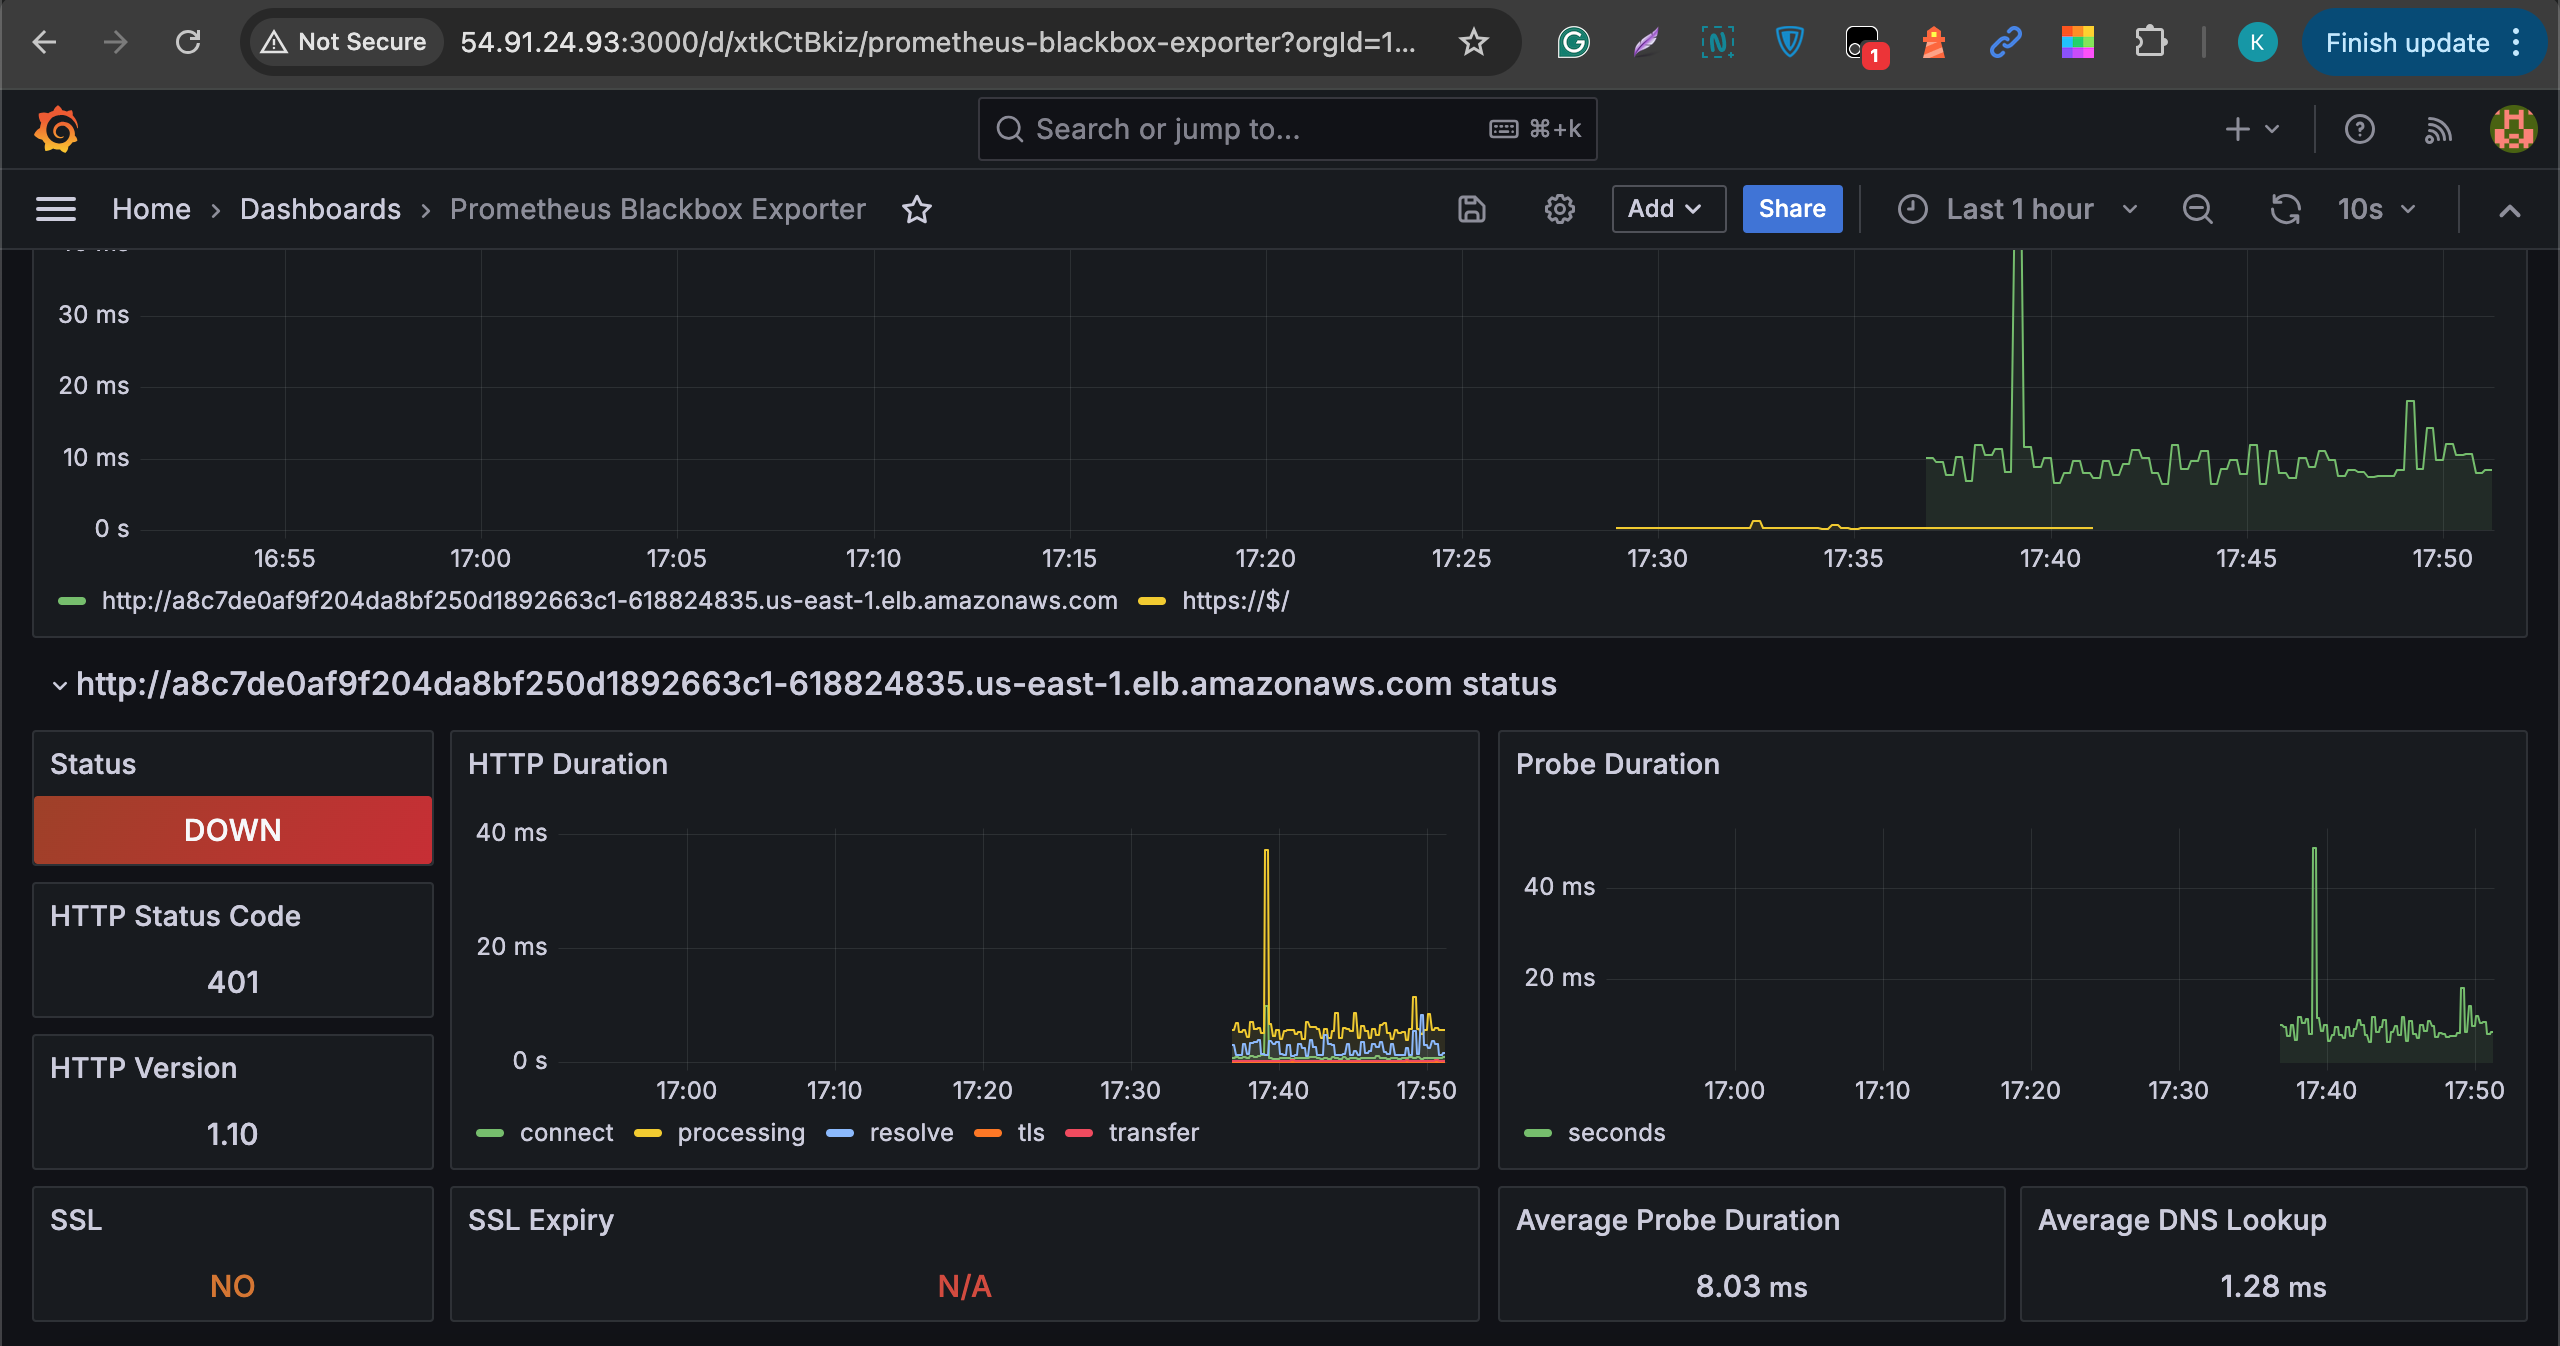 Not Secure 54.91.24.93:3000/d/xtkCtBkiz/prometheus-blackbox-exporter?orgId=1... 1 K Finish update
Search or jump to... ⌘+k
Home › Dashboards › Prometheus Blackbox Exporter Add Share Last 1 hour 10s
30 ms
20 ms
10 ms
0 s
16:55 17:00 17:05 17:10 17:15 17:20 17:25 17:30 17:35 17:40 17:45 17:50
http://a8c7de0af9f204da8bf250d1892663c1-618824835.us-east-1.elb.amazonaws.com https://$/
http://a8c7de0af9f204da8bf250d1892663c1-618824835.us-east-1.elb.amazonaws.com status
Status
DOWN
HTTP Status Code
401
HTTP Version
1.10
SSL
NO
HTTP Duration
40 ms
20 ms
0 s
17:00 17:10 17:20 17:30 17:40 17:50
connect processing resolve tls transfer
Probe Duration
40 ms
20 ms
17:00 17:10 17:20 17:30 17:40 17:50
seconds
SSL Expiry
N/A
Average Probe Duration
8.03 ms
Average DNS Lookup
1.28 ms